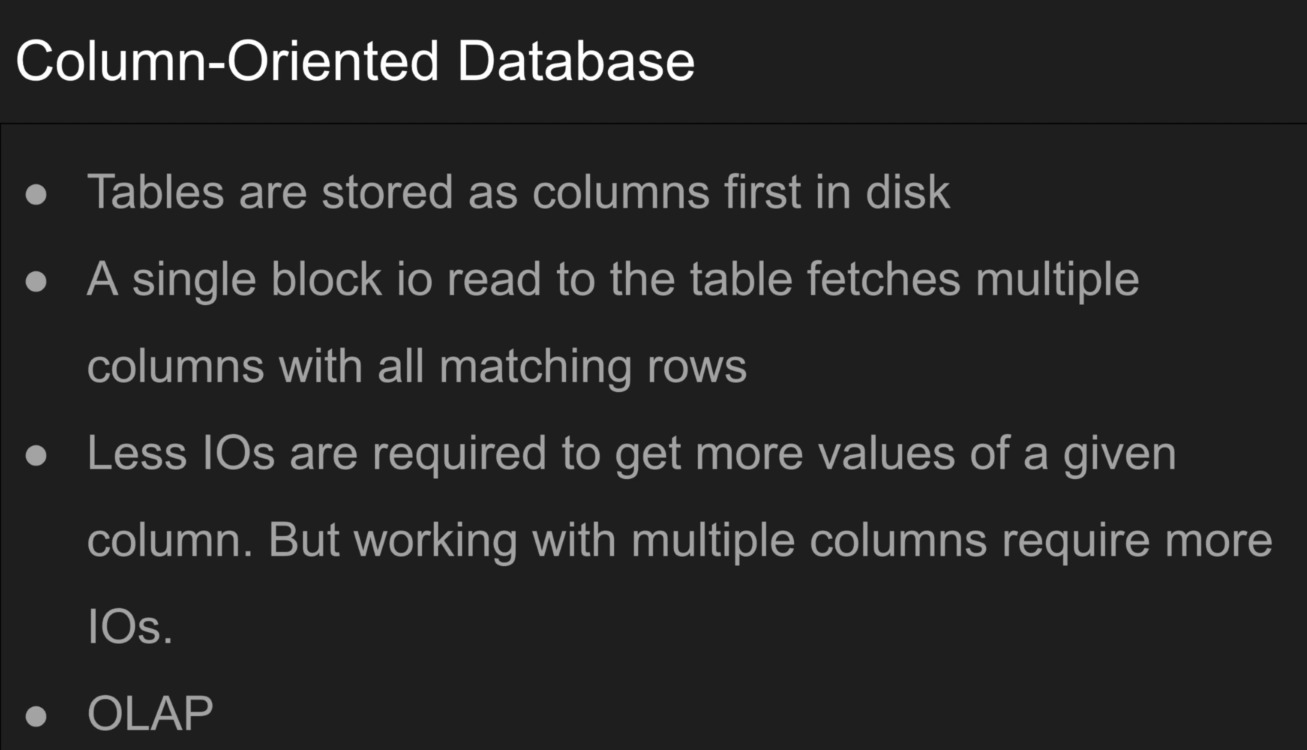 Column-Oriented Database
● Tables are stored as columns first in disk
● A single block io read to the table fetches multiple
columns with all matching rows
● Less IOs are required to get more values of a given
column. But working with multiple columns require more
IOs.
● OLAP